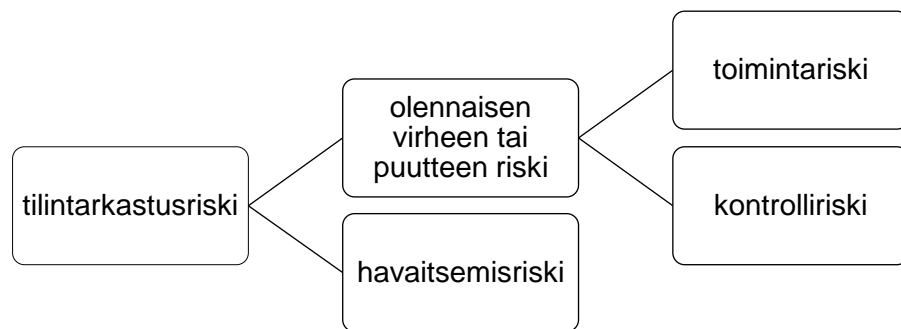 tilintarkastusriski
olennaisen
virheen tai
puutteen riski
havaitsemisriski
toimintariski
kontrolliriski